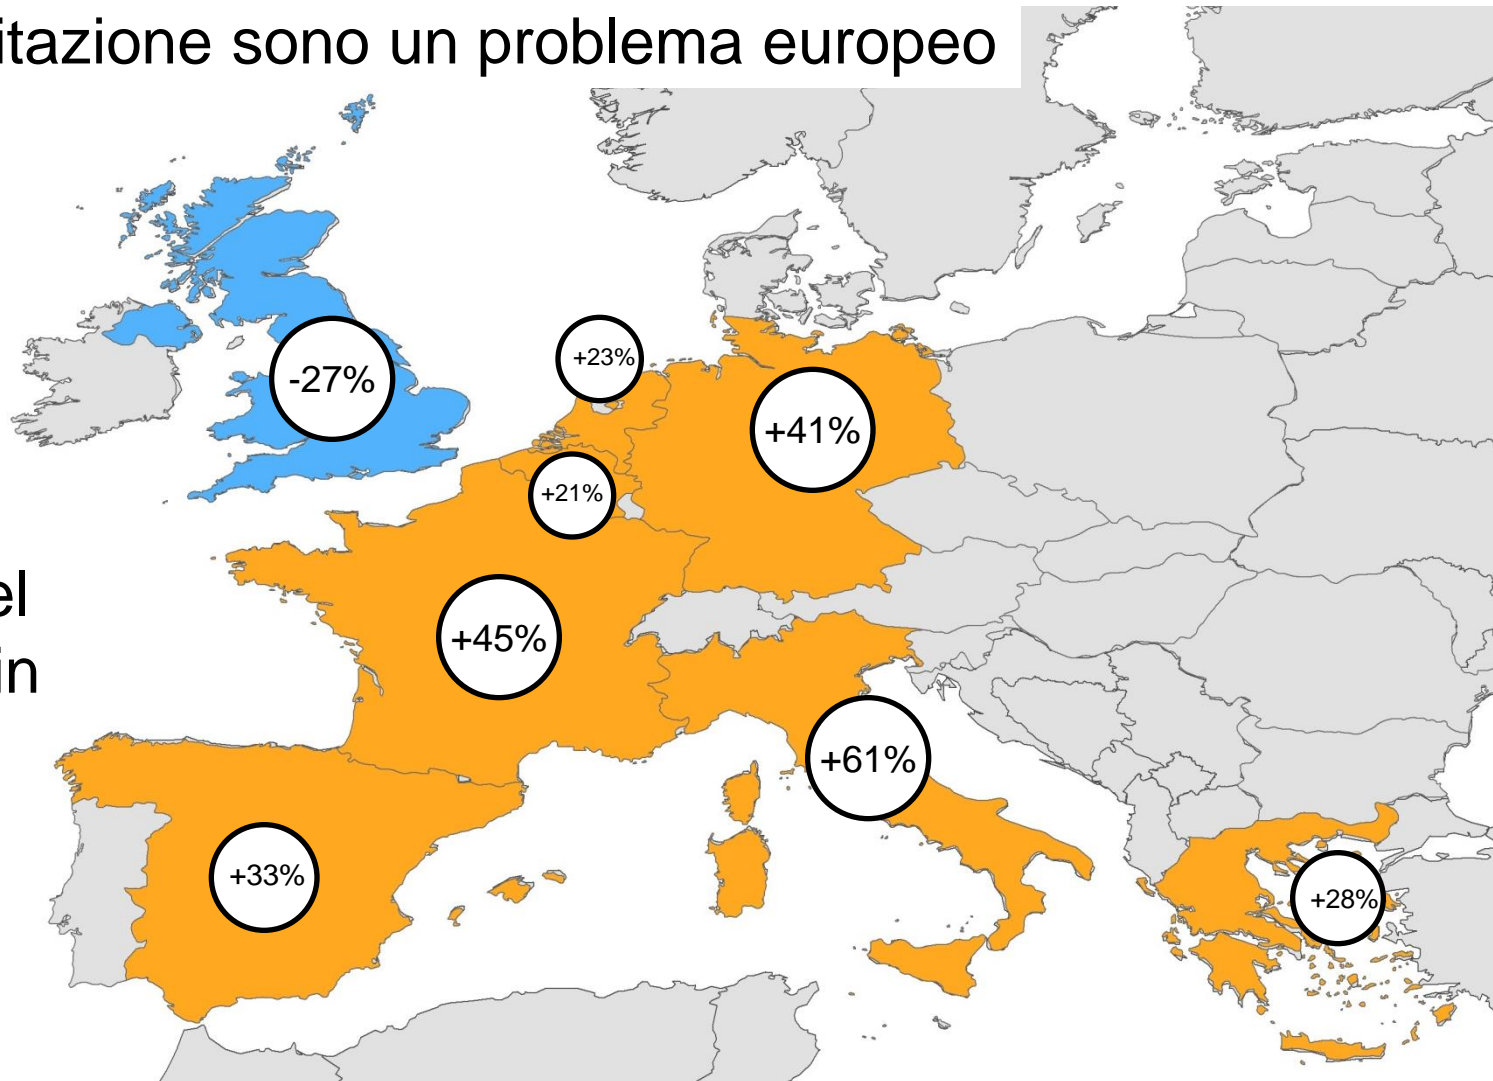 itazione sono un problema europeo
+23%
-27%
+41%
+21%
el
+45%
in
+61%
+33%
+28%